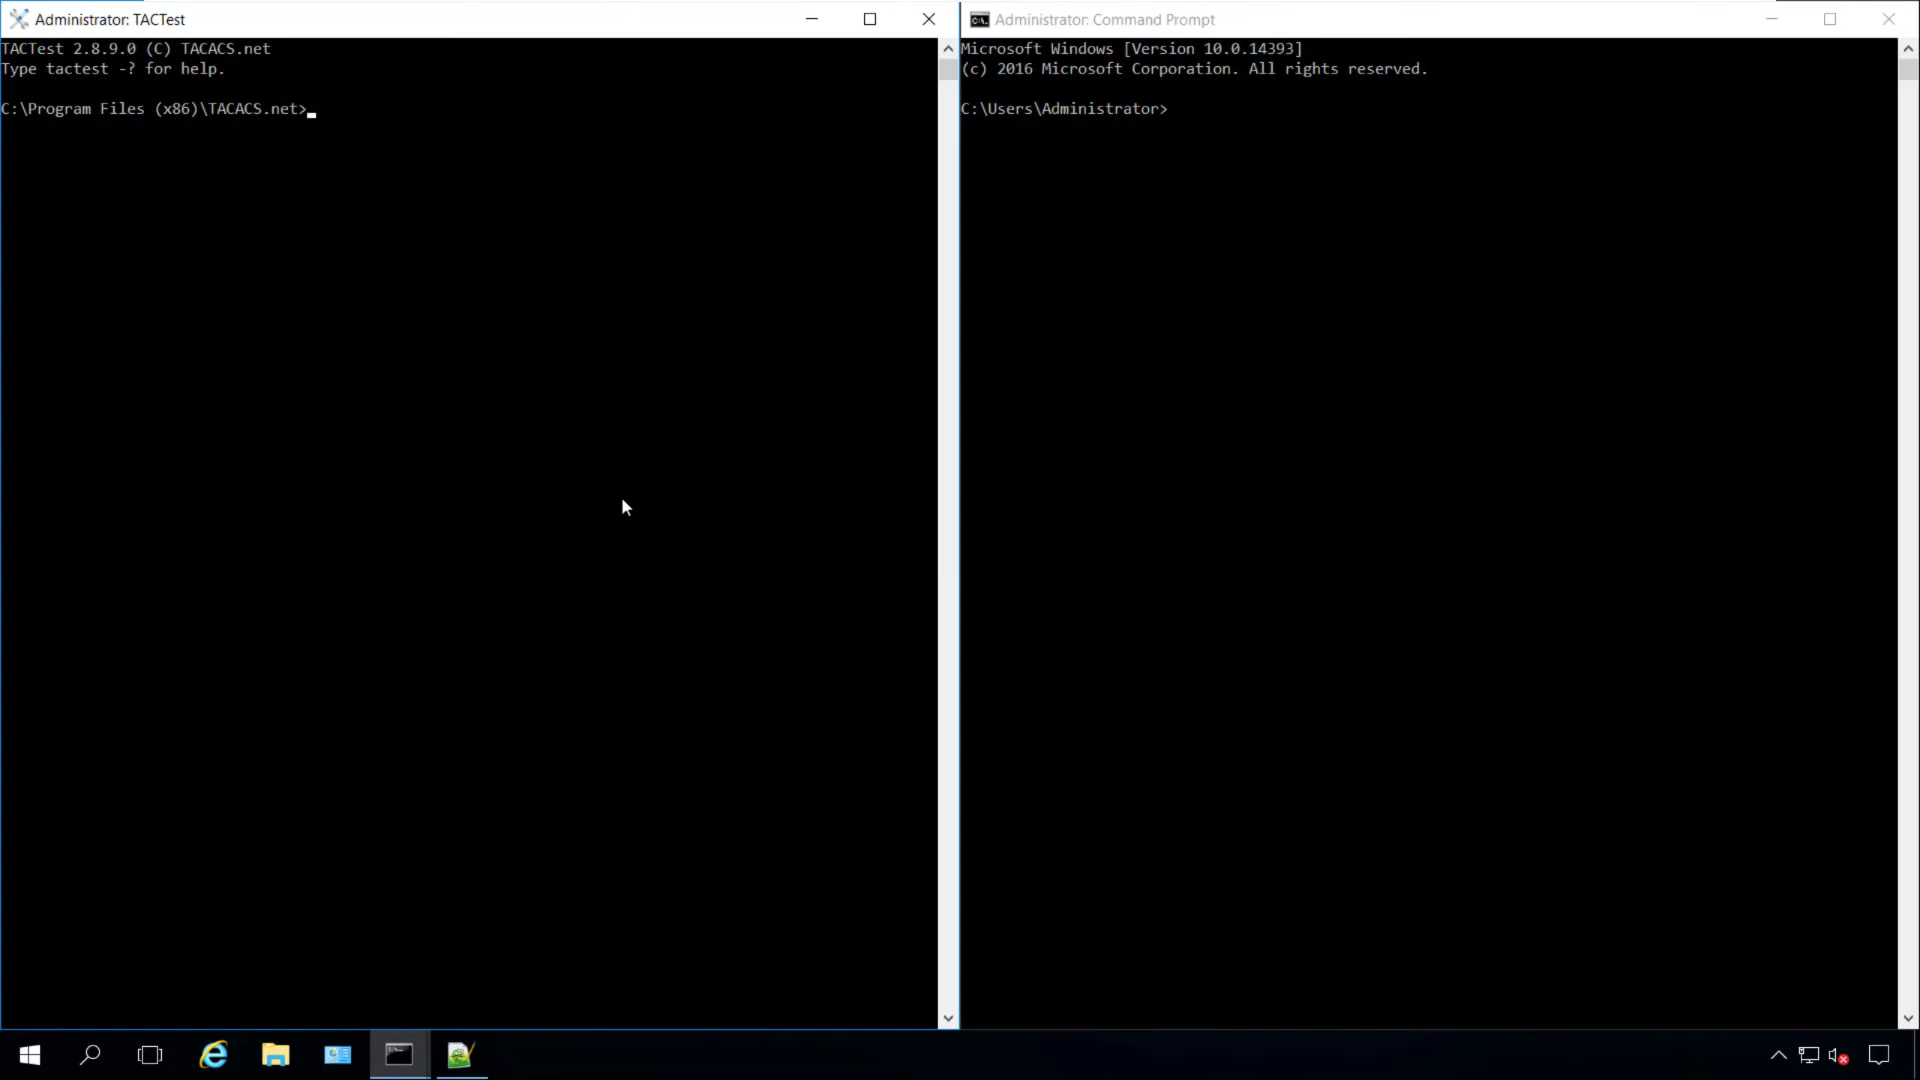 Administrator: TACTest
TACTest 2.8.9.0 (C) TACACS.net
Type tactest -? for help.
C:\Program Files (x86)\TACACS.net>
Administrator: Command Prompt
Microsoft Windows [Version 10.0.14393]
(c) 2016 Microsoft Corporation. All rights reserved.
C:\Users\Administrator>